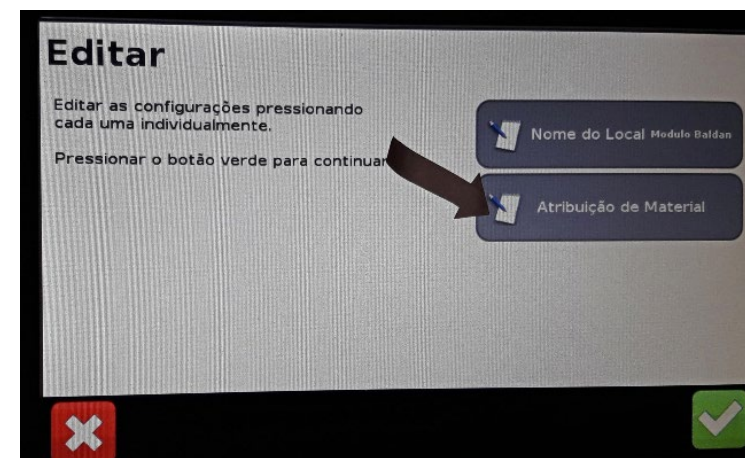 Editar
Editar as configurações pressionando
cada uma individualmente.
Pressionar o botão verde para continuar
Nome do Local Modulo Baldan
Atribuição de Material